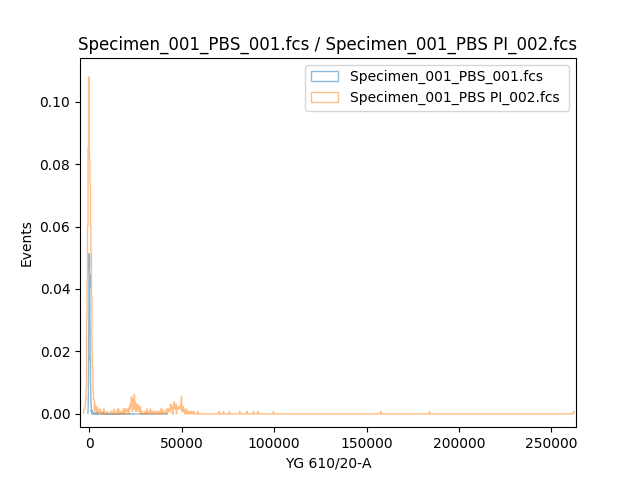 Specimen_001_PBS_001.fcs / Specimen_001_PBS PI_002.fcs
Specimen_001_PBS_001.fcs
Specimen_001_PBS PI_002.fcs
0.10
0.08
0.06
0.04
0.02
0.00
Events
0 50000 100000 150000 200000 250000
YG 610/20-A